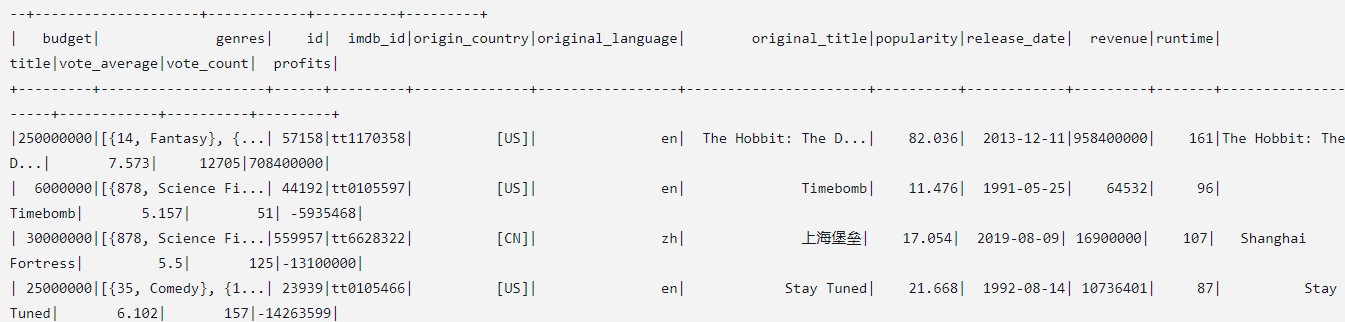 --+--------------------+------------+----------+---------+
|   budget|              genres|    id|  imdb_id|origin_country|original_language|        original_title|popularity|release_date|  revenue|runtime|
title|vote_average|vote_count|  profits|
+---------+--------------------+------+---------+--------------+-----------------+----------------------+----------+------------+---------+-------+---------------
-----+------------+----------+---------+
|250000000|[{14, Fantasy}, {...| 57158|tt1170358|          [US]|               en|  The Hobbit: The D...|    82.036|  2013-12-11|958400000|    161|The Hobbit: The
D...|       7.573|     12705|708400000|
|  6000000|[{878, Science Fi...| 44192|tt0105597|          [US]|               en|              Timebomb|    11.476|  1991-05-25|    64532|     96|
Timebomb|       5.157|        51| -5935468|
| 30000000|[{878, Science Fi...|559957|tt6628322|          [CN]|               zh|              上海堡垒|    17.054|  2019-08-09| 16900000|    107|   Shanghai
Fortress|         5.5|       125|-13100000|
| 25000000|[{35, Comedy}, {1...| 23939|tt0105466|          [US]|               en|            Stay Tuned|    21.668|  1992-08-14| 10736401|     87|          Stay
Tuned|       6.102|       157|-14263599|